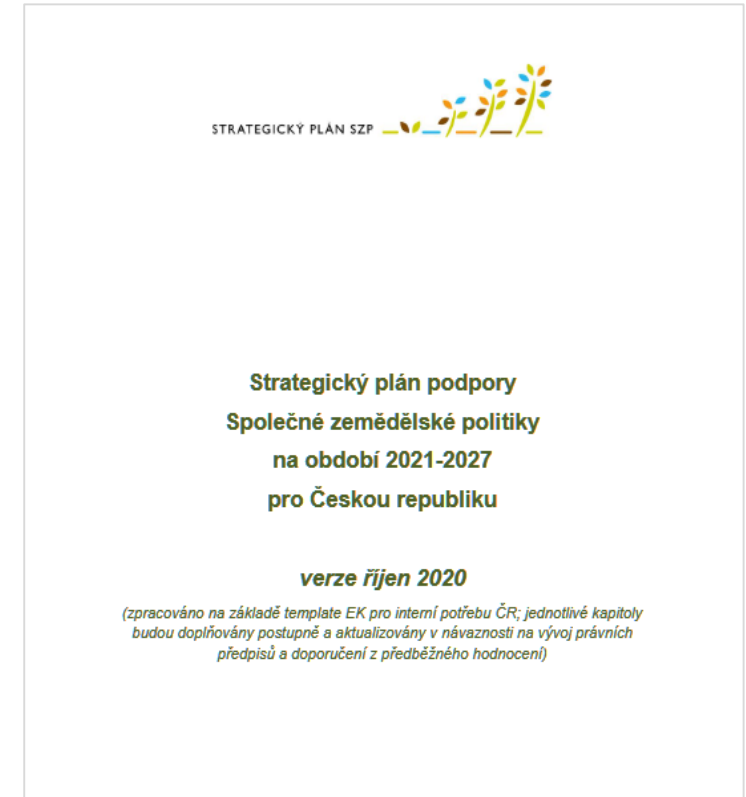 STRATEGICKÝ PLÁN SZP
Strategický plán podpory
Společné zemědělské politiky
na období 2021-2027
pro Českou republiku
verze říjen 2020
(zpracováno na základě template EK pro interní potřebu ČR; jednotlivé kapitoly
budou doplňovány postupně a aktualizovány v návaznosti na vývoj právních
předpisů a doporučení z předběžného hodnocení)